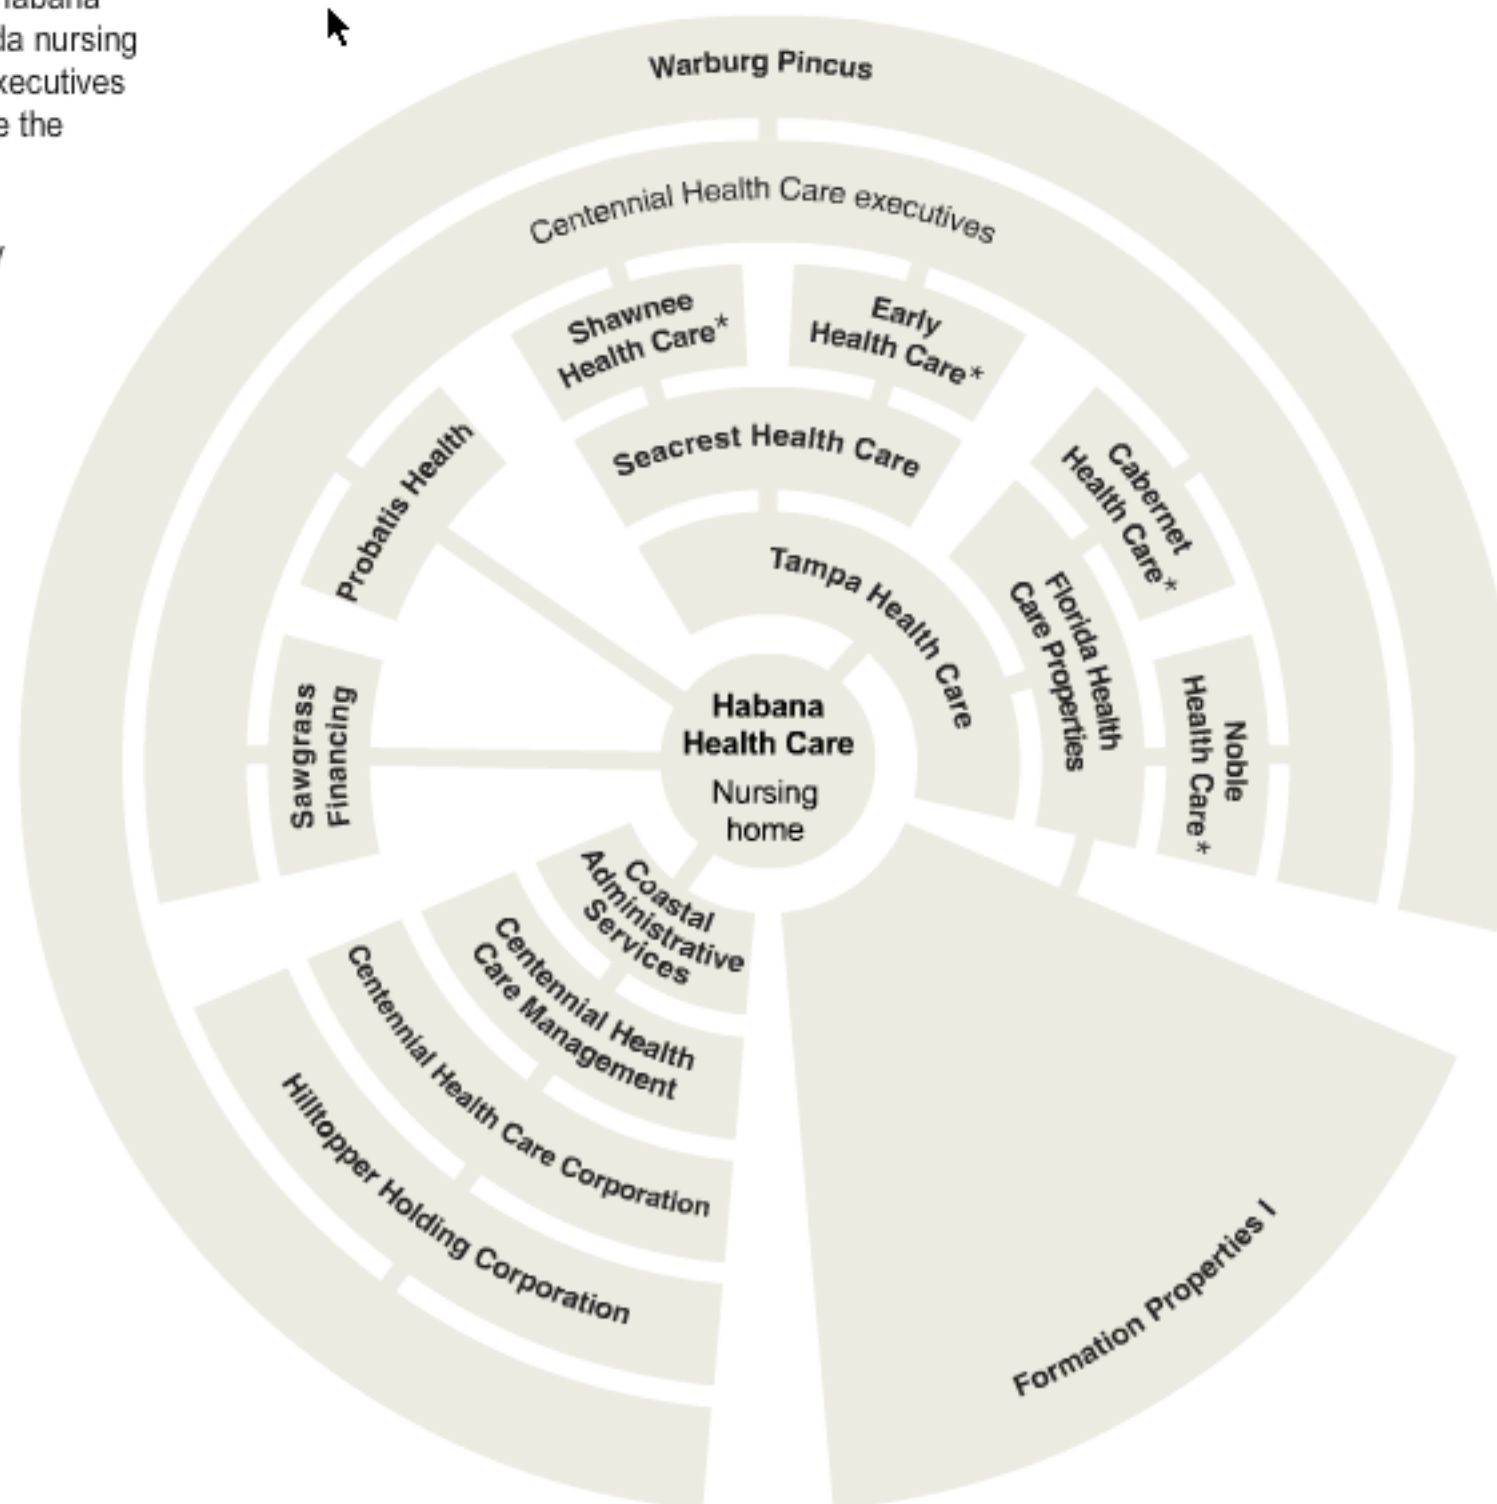 da nursing
xecutives
e the
Warburg Pincus
Centennial Health Care executives
Shawnee
Health Care*
Early
Health Care*
Seacrest Health Care
Cabernet
Health Care*
Probatis Health
Tampa Health Care
Florida Health
Care Properties
Noble
Health Care*
Sawgrass
Financing
Habana
Health Care
Nursing
home
Coastal
Administrative
Services
Centennial Health
Care Management
Centennial Health Care Corporation
Hilltopper Holding Corporation
Formation Properties I